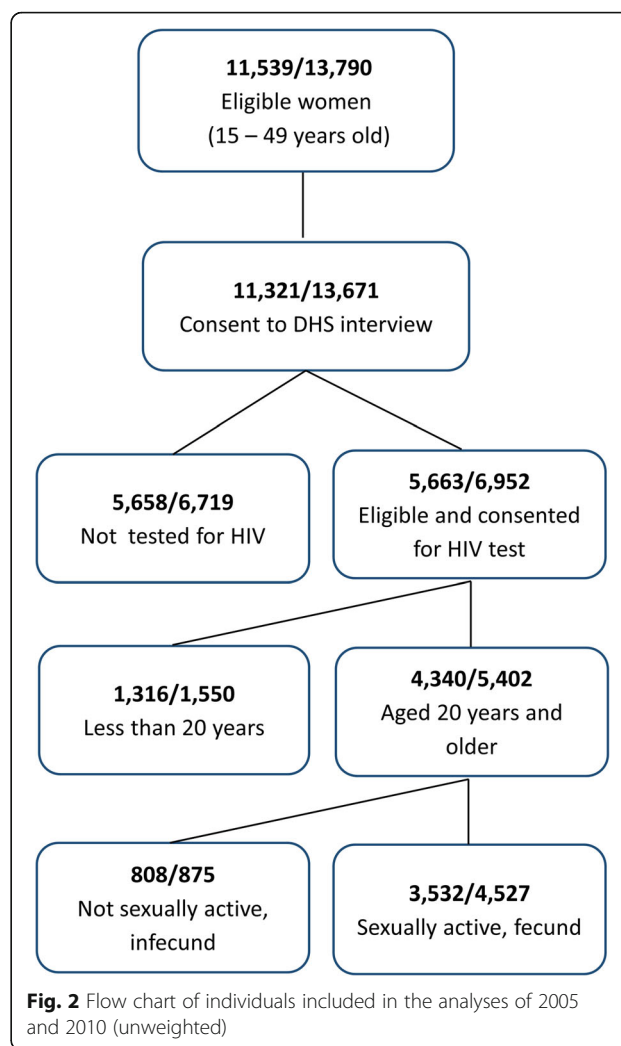 11,539/13,790
Eligible women
(15 – 49 years old)
11,321/13,671
Consent to DHS interview
5,658/6,719
Not tested for HIV
5,663/6,952
Eligible and consented
for HIV test
1,316/1,550
Less than 20 years
4,340/5,402
Aged 20 years and
older
808/875
Not sexually active,
infecund
3,532/4,527
Sexually active, fecund
Fig. 2 Flow chart of individuals included in the analyses of 2005
and 2010 (unweighted)